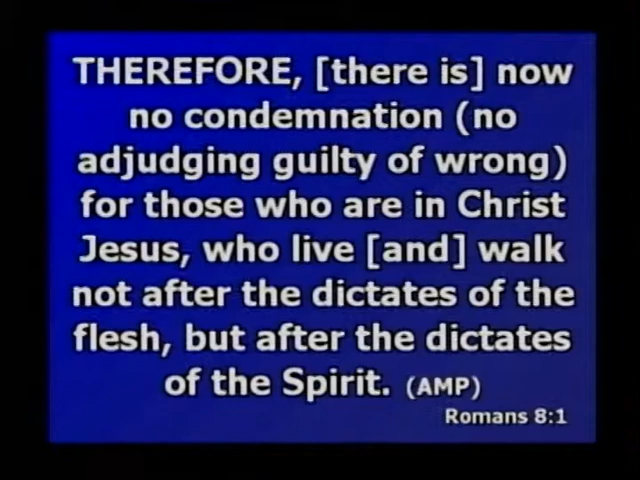 THEREFORE, [there is] now
no condemnation (no
adjudging guilty of wrong)
for those who are in Christ
Jesus, who live [and] walk
not after the dictates of the
flesh, but after the dictates
of the Spirit. (AMP)
Romans 8:1